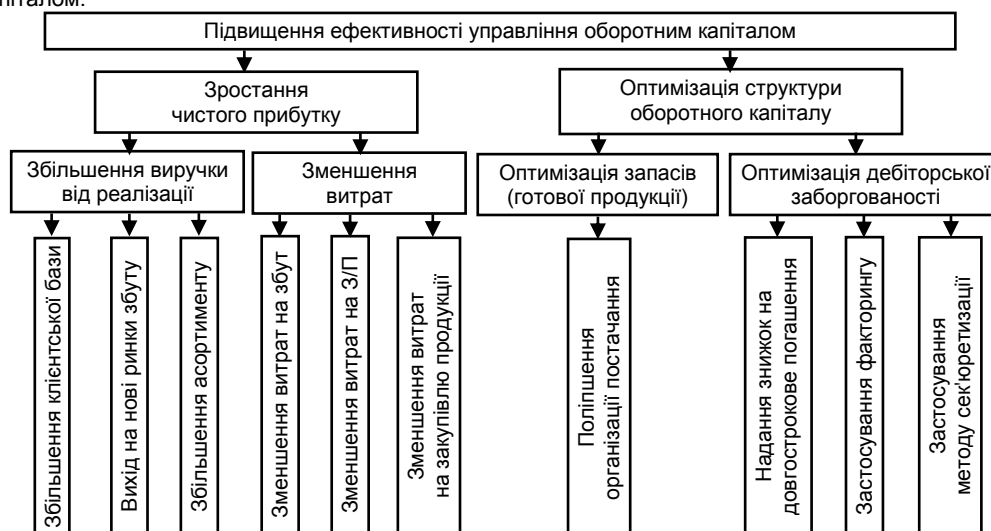 піталом.
Підвищення ефективності управління оборотним капіталом
Зростання
чистого прибутку
Оптимізація структури
оборотного капіталу
Збільшення виручки
від реалізації
Зменшення
витрат
Оптимізація запасів
(готової продукції)
Оптимізація дебіторської
заборгованості
Збільшення клієнтської бази
Вихід на нові ринки збуту
Збільшення асортименту
Зменшення витрат на збут
Зменшення витрат на З/П
Зменшення витрат
на закупівлю продукції
Поліпшення
організації постачання
Надання знижок на
довгострокове погашення
Застосування факторингу
Застосування
методу сек'юретизації